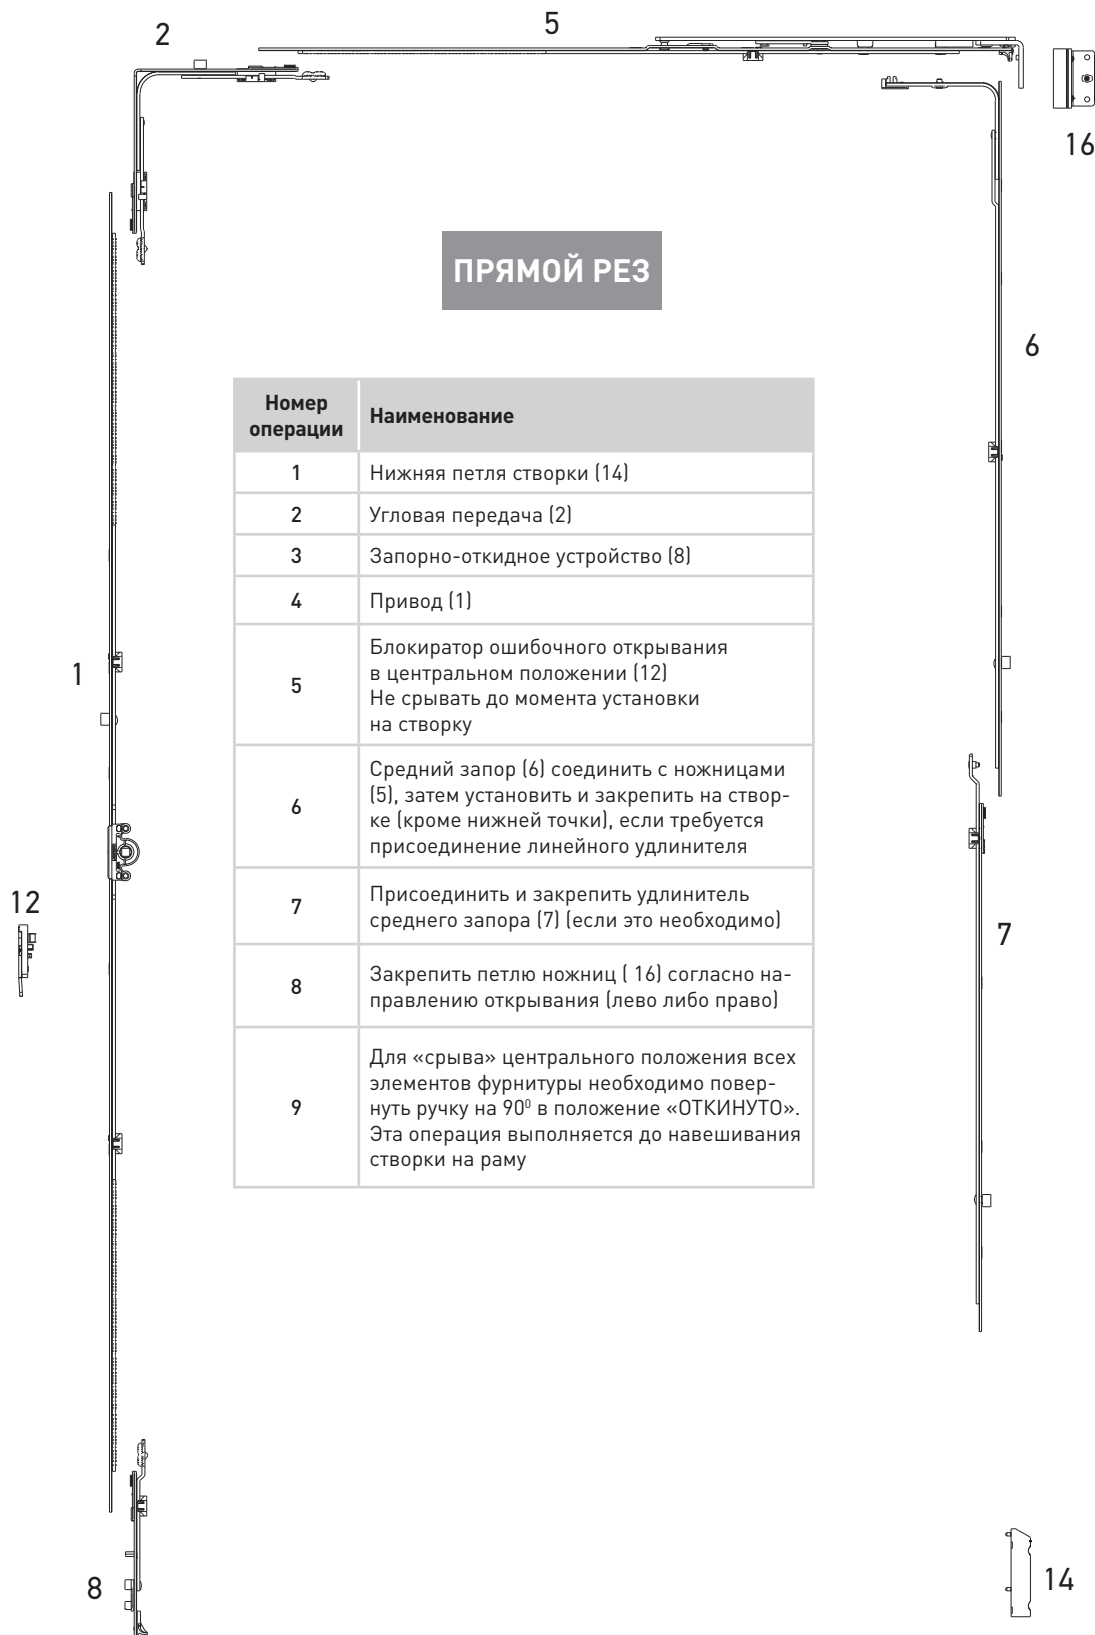 5
2
16
ПРЯМОЙ РЕЗ
6
Номер
операции
Наименование
1
Нижняя петля створки (14)
2
Угловая передача (2)
3
Запорно-откидное устройство (8)
4
Привод (1)
5
Блокиратор ошибочного открывания
в центральном положении (12)
Не срывать до момента установки
на створку
6
Средний запор (6) соединить с ножницами
(5), затем установить и закрепить на створ-
ке (кроме нижней точки), если требуется
присоединение линейного удлинителя
7
Присоединить и закрепить удлинитель
среднего запора (7) (если это необходимо)
8
Закрепить петлю ножниц ( 16) согласно на-
правлению открывания (лево либо право)
9
Для «срыва» центрального положения всех
элементов фурнитуры необходимо повер-
нуть ручку на 90⁰ в положение «ОТКИНУТО».
Эта операция выполняется до навешивания
створки на раму
1
12
7
8
14